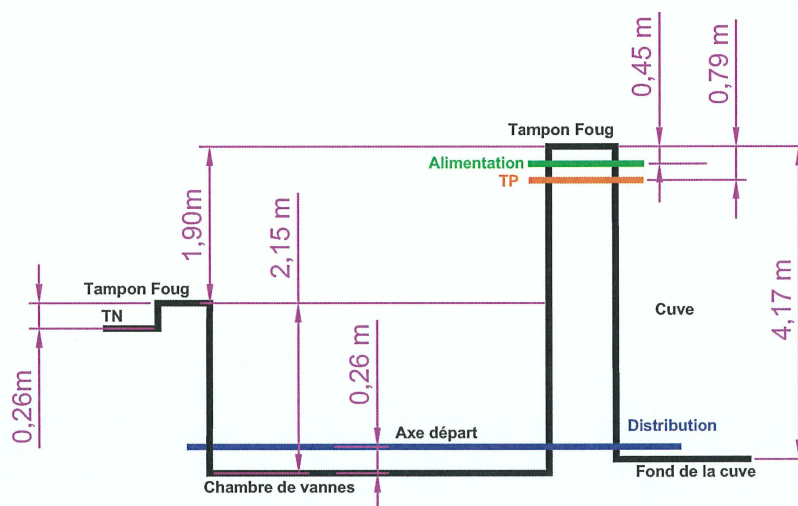 0,45 m
0,79 m
Tampon Foug
Alimentation
TP
1,90m
2,15 m
Tampon Foug
TN
Cuve
4,17 m
0,26m
0,26 m
Axe départ
Distribution
Fond de la cuve
Chambre de vannes